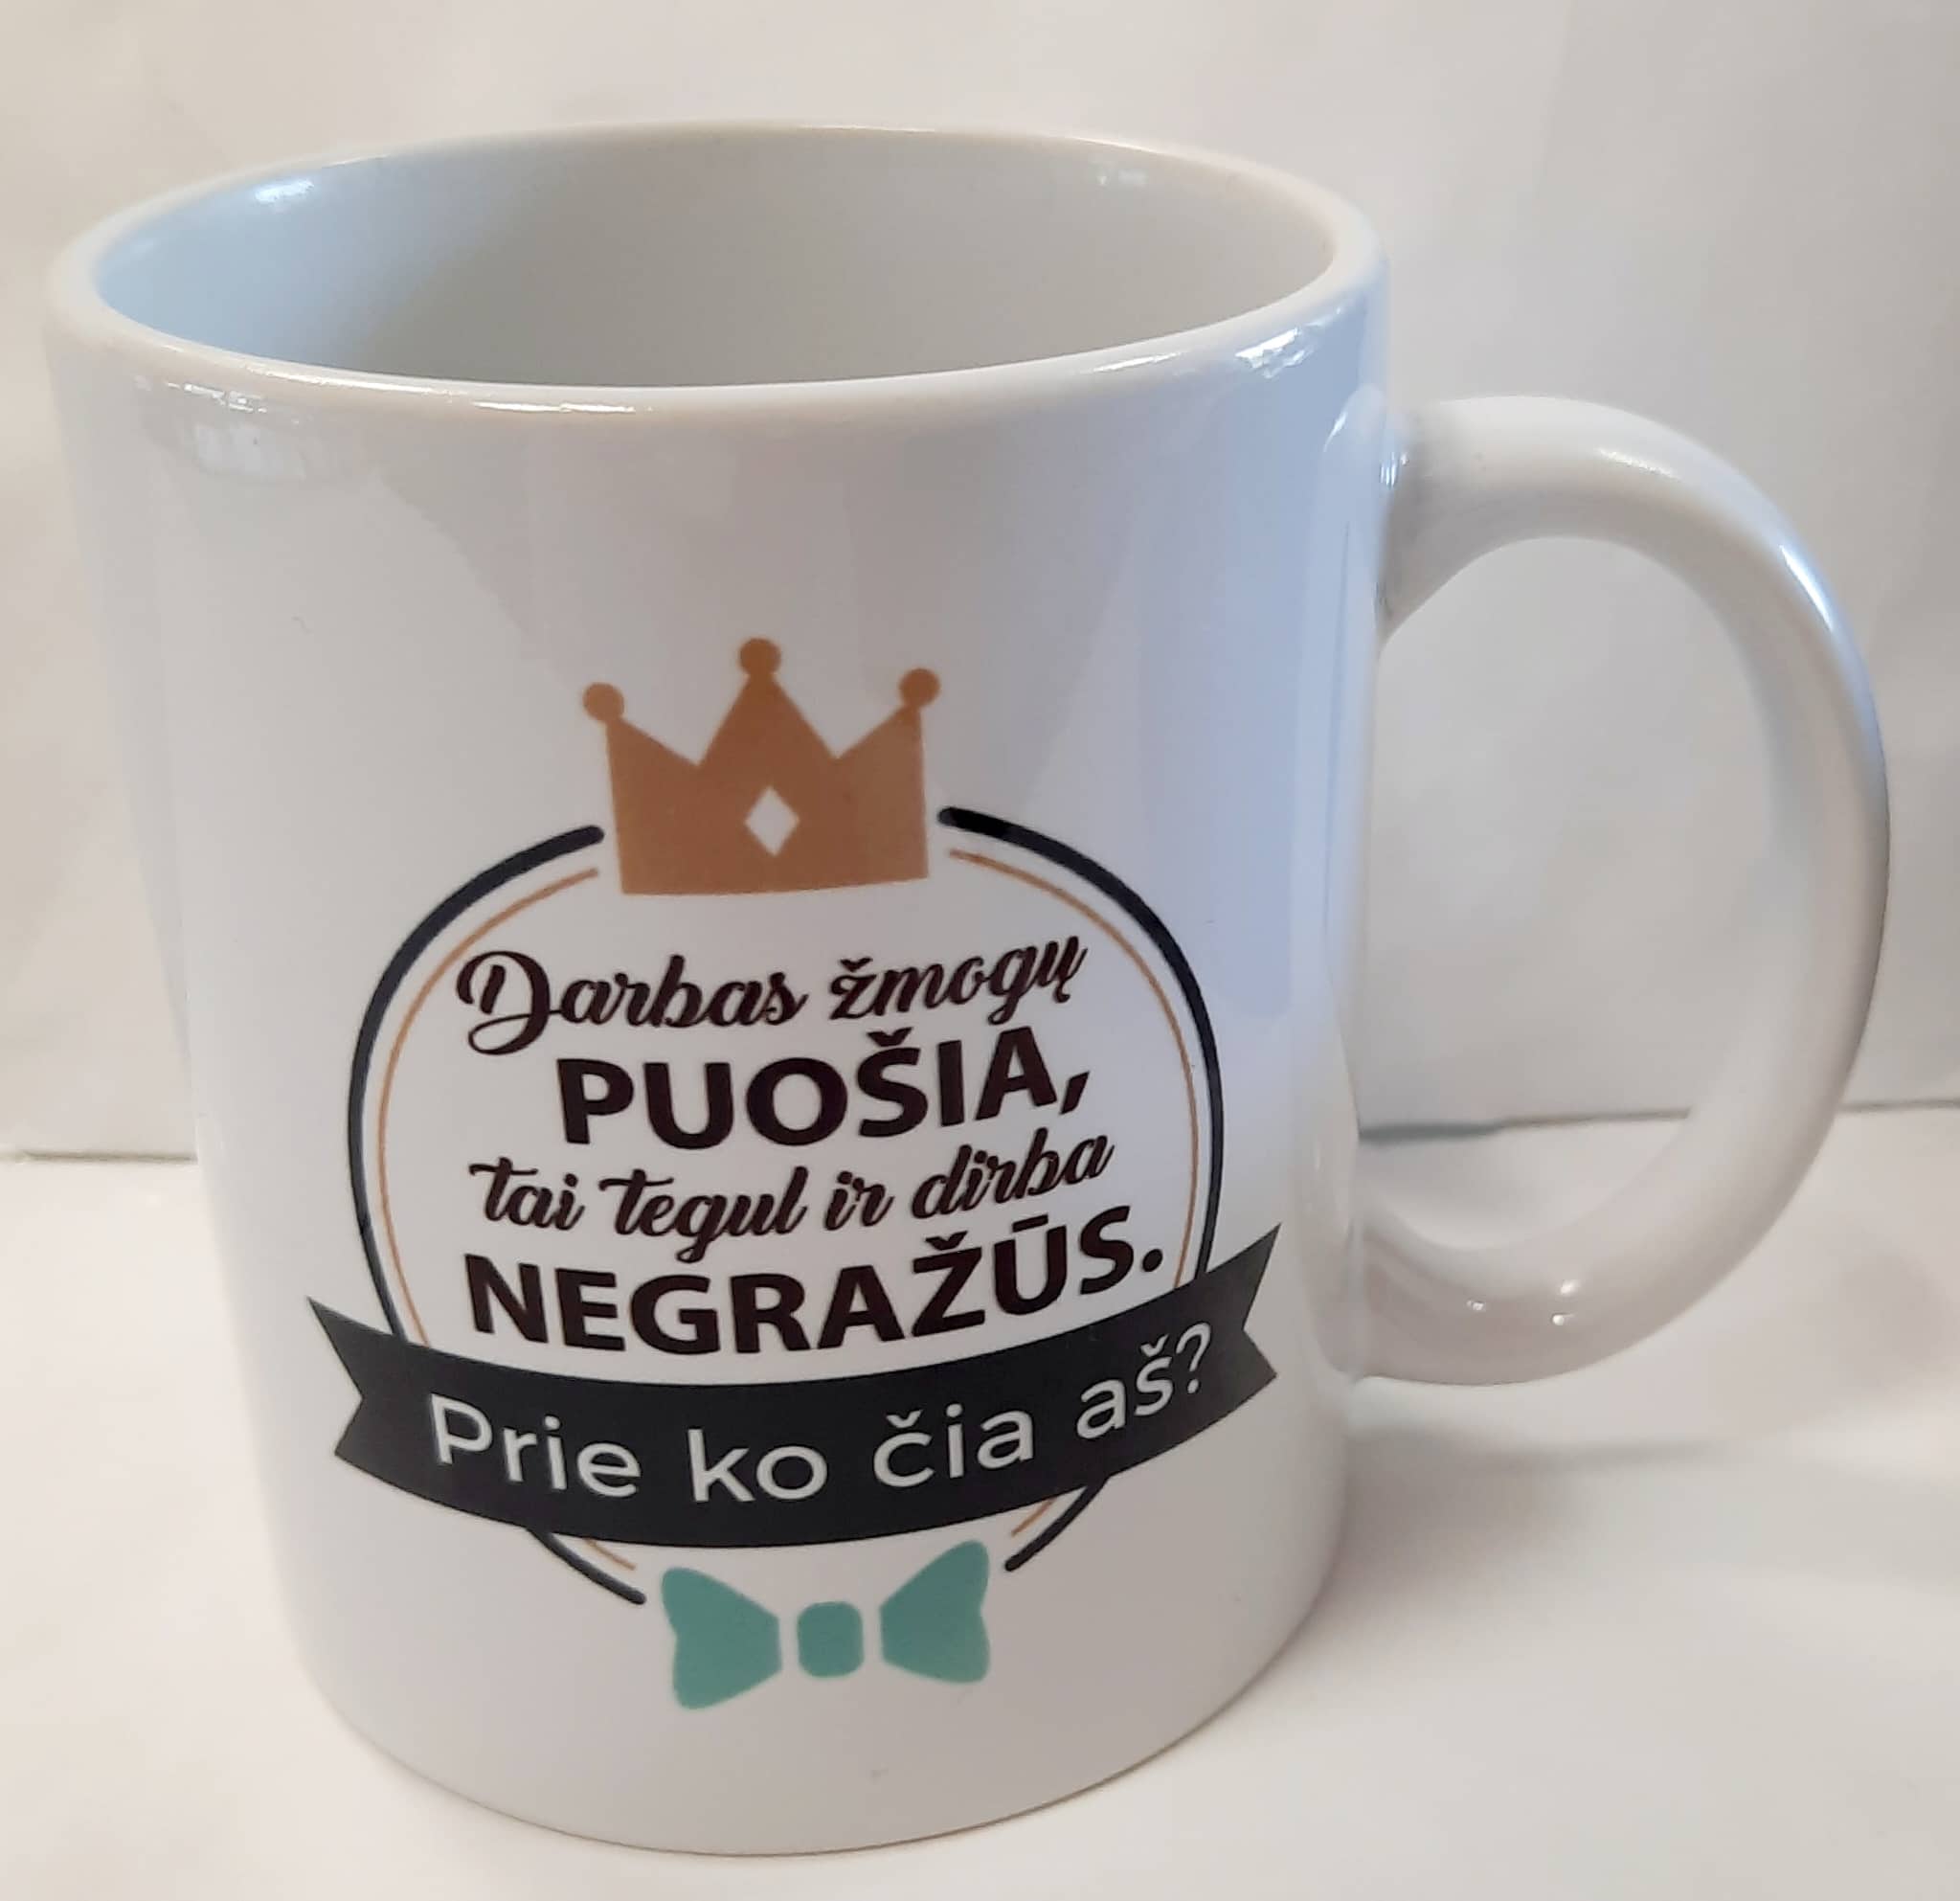 Darbas žmogų
PUOŠIA,
tai tegul ir dirba
NEGRAŽŪS.
Prie ko čia aš?